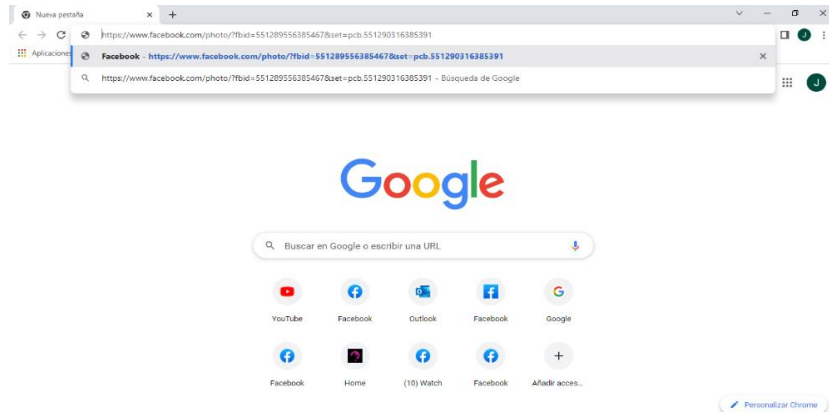 Nueva pestaña
https://www.facebook.com/photo/?fbid=551289556385467&set=pcb.551290316385391
Aplicaciones
Facebook - https://www.facebook.com/photo/?fbid=551289556385467&set=pcb.551290316385391
https://www.facebook.com/photo/?fbid=551289556385467&set=pcb.551290316385391 - Búsqueda de Google
J
J
Google
Buscar en Google o escribir una URL
YouTube Facebook Outlook Facebook Google
Facebook Home (10) Watch Facebook Añadir acces...
Personalizar Chrome